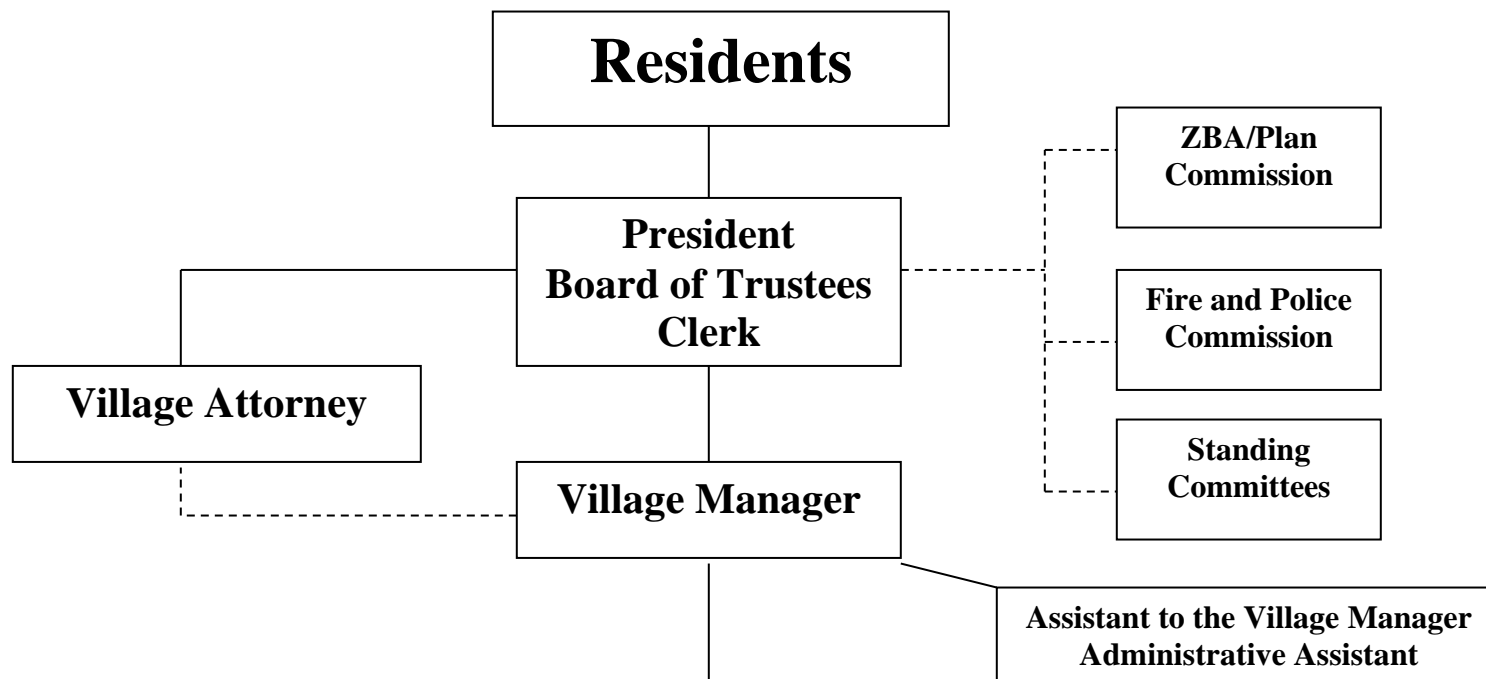 Residents
ZBA/Plan
Commission
President
Board of Trustees
Clerk
Fire and Police
Commission
Village Attorney
Standing
Committees
Village Manager
Assistant to the Village Manager
Administrative Assistant